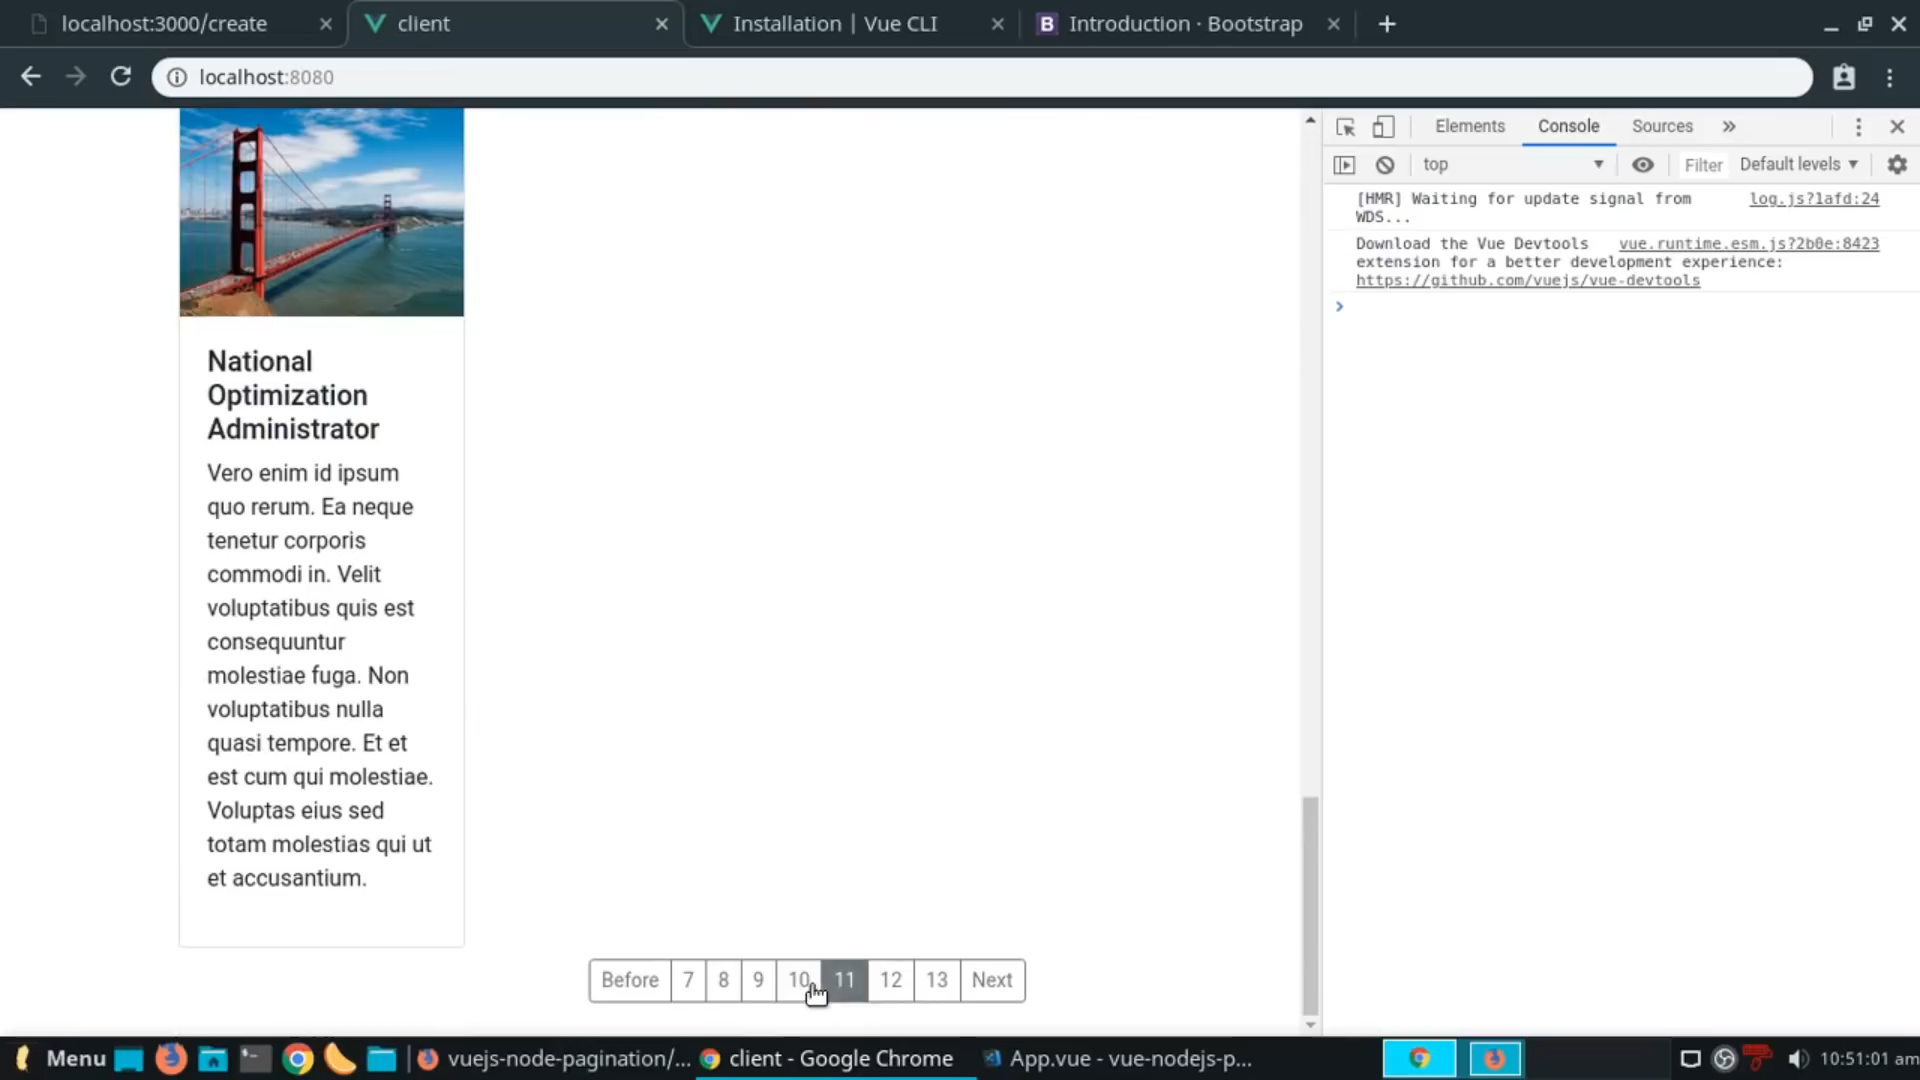 localhost:3000/create
client
Installation | Vue CLI
B Introduction · Bootstrap
localhost:8080
Elements Console Sources »
top Filter Default levels
[HMR] Waiting for update signal from log.js?1afd:24
WDS...
Download the Vue Devtools vue.runtime.esm.js?2b0e:8423
extension for a better development experience:
https://github.com/vuejs/vue-devtools
National
Optimization
Administrator
Vero enim id ipsum
quo rerum. Ea neque
tenetur corporis
commodi in. Velit
voluptatibus quis est
consequuntur
molestiae fuga. Non
voluptatibus nulla
quasi tempore. Et et
est cum qui molestiae.
Voluptas eius sed
totam molestias qui ut
et accusantium.
Before 7 8 9 10 11 12 13 Next
Menu vuejs-node-pagination/... client - Google Chrome App.vue - vue-nodejs-p... 10:51:01 am